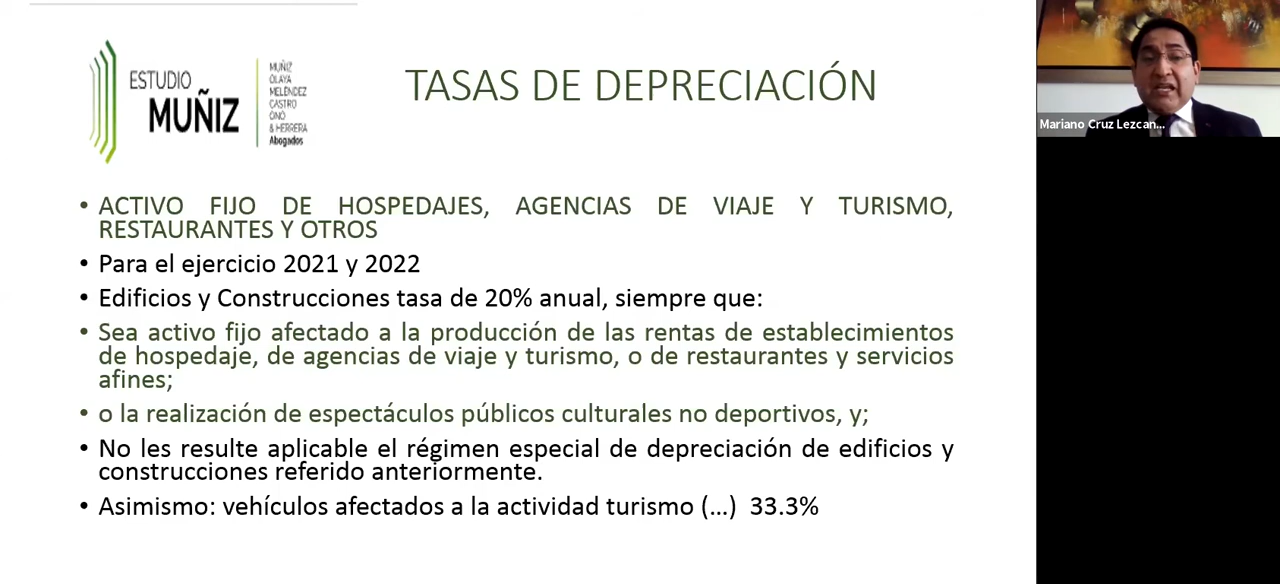 ESTUDIO
MUÑIZ
MUÑIZ
OLAYA
MELÉNDEZ
CASTRO
ONO
& HERRERA
Abogados
TASAS DE DEPRECIACIÓN
Mariano Cruz Lezcan...
• ACTIVO FIJO DE HOSPEDAJES, AGENCIAS DE VIAJE Y TURISMO,
RESTAURANTES Y OTROS
• Para el ejercicio 2021 y 2022
• Edificios y Construcciones tasa de 20% anual, siempre que:
• Sea activo fijo afectado a la producción de las rentas de establecimientos
de hospedaje, de agencias de viaje y turismo, o de restaurantes y servicios
afines;
• o la realización de espectáculos públicos culturales no deportivos, y;
• No les resulte aplicable el régimen especial de depreciación de edificios y
construcciones referido anteriormente.
• Asimismo: vehículos afectados a la actividad turismo (...) 33.3%